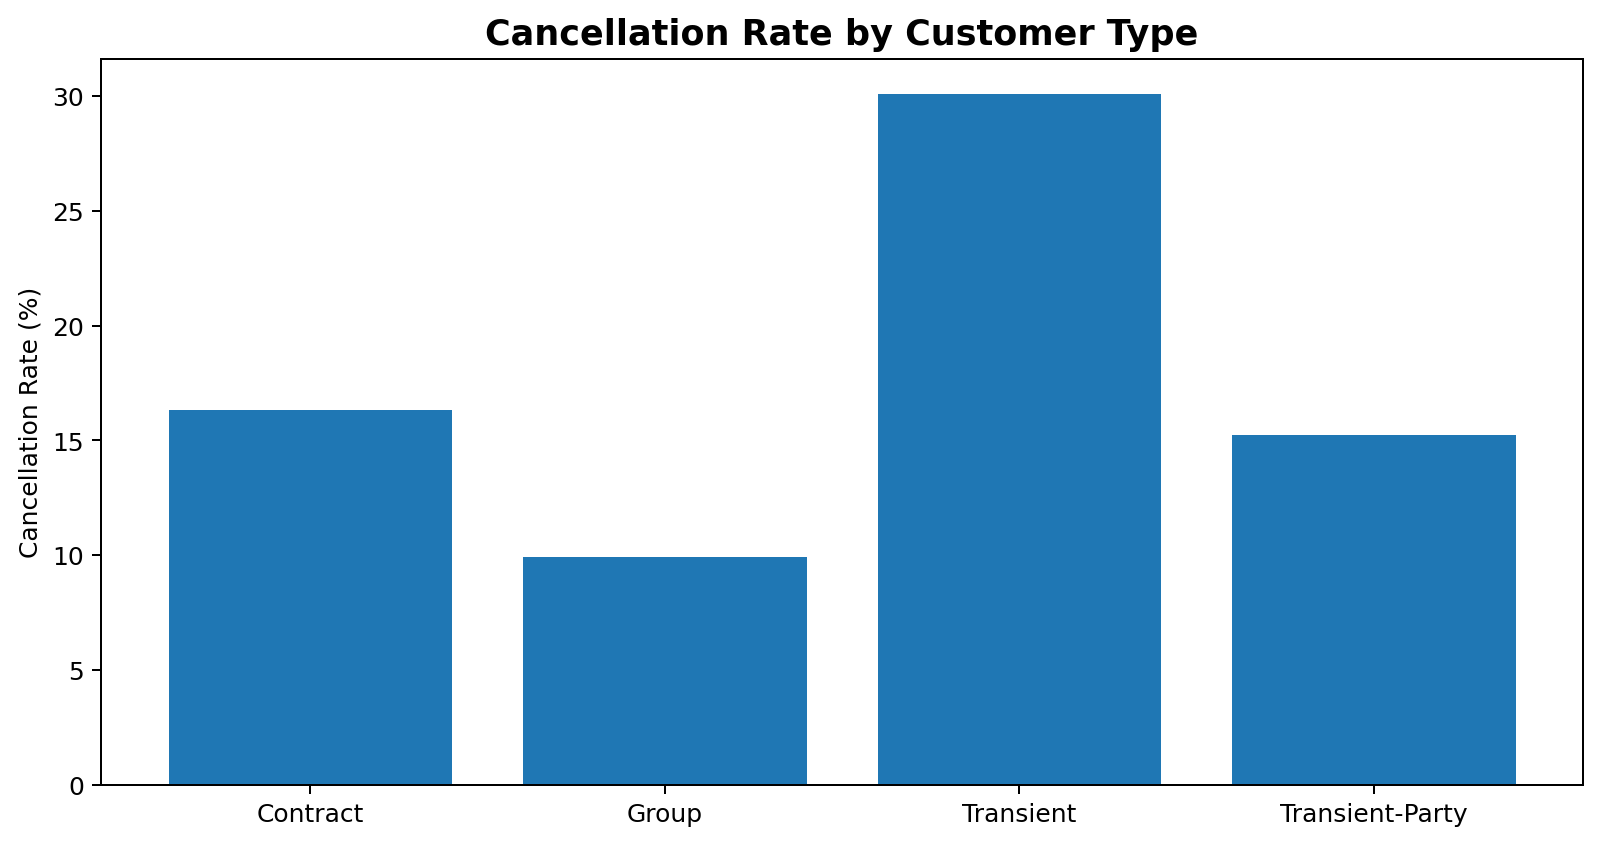 Cancellation Rate by Customer Type
Cancellation Rate (%)
30
25
20
15
10
5
0
Contract
Group
Transient
Transient-Party